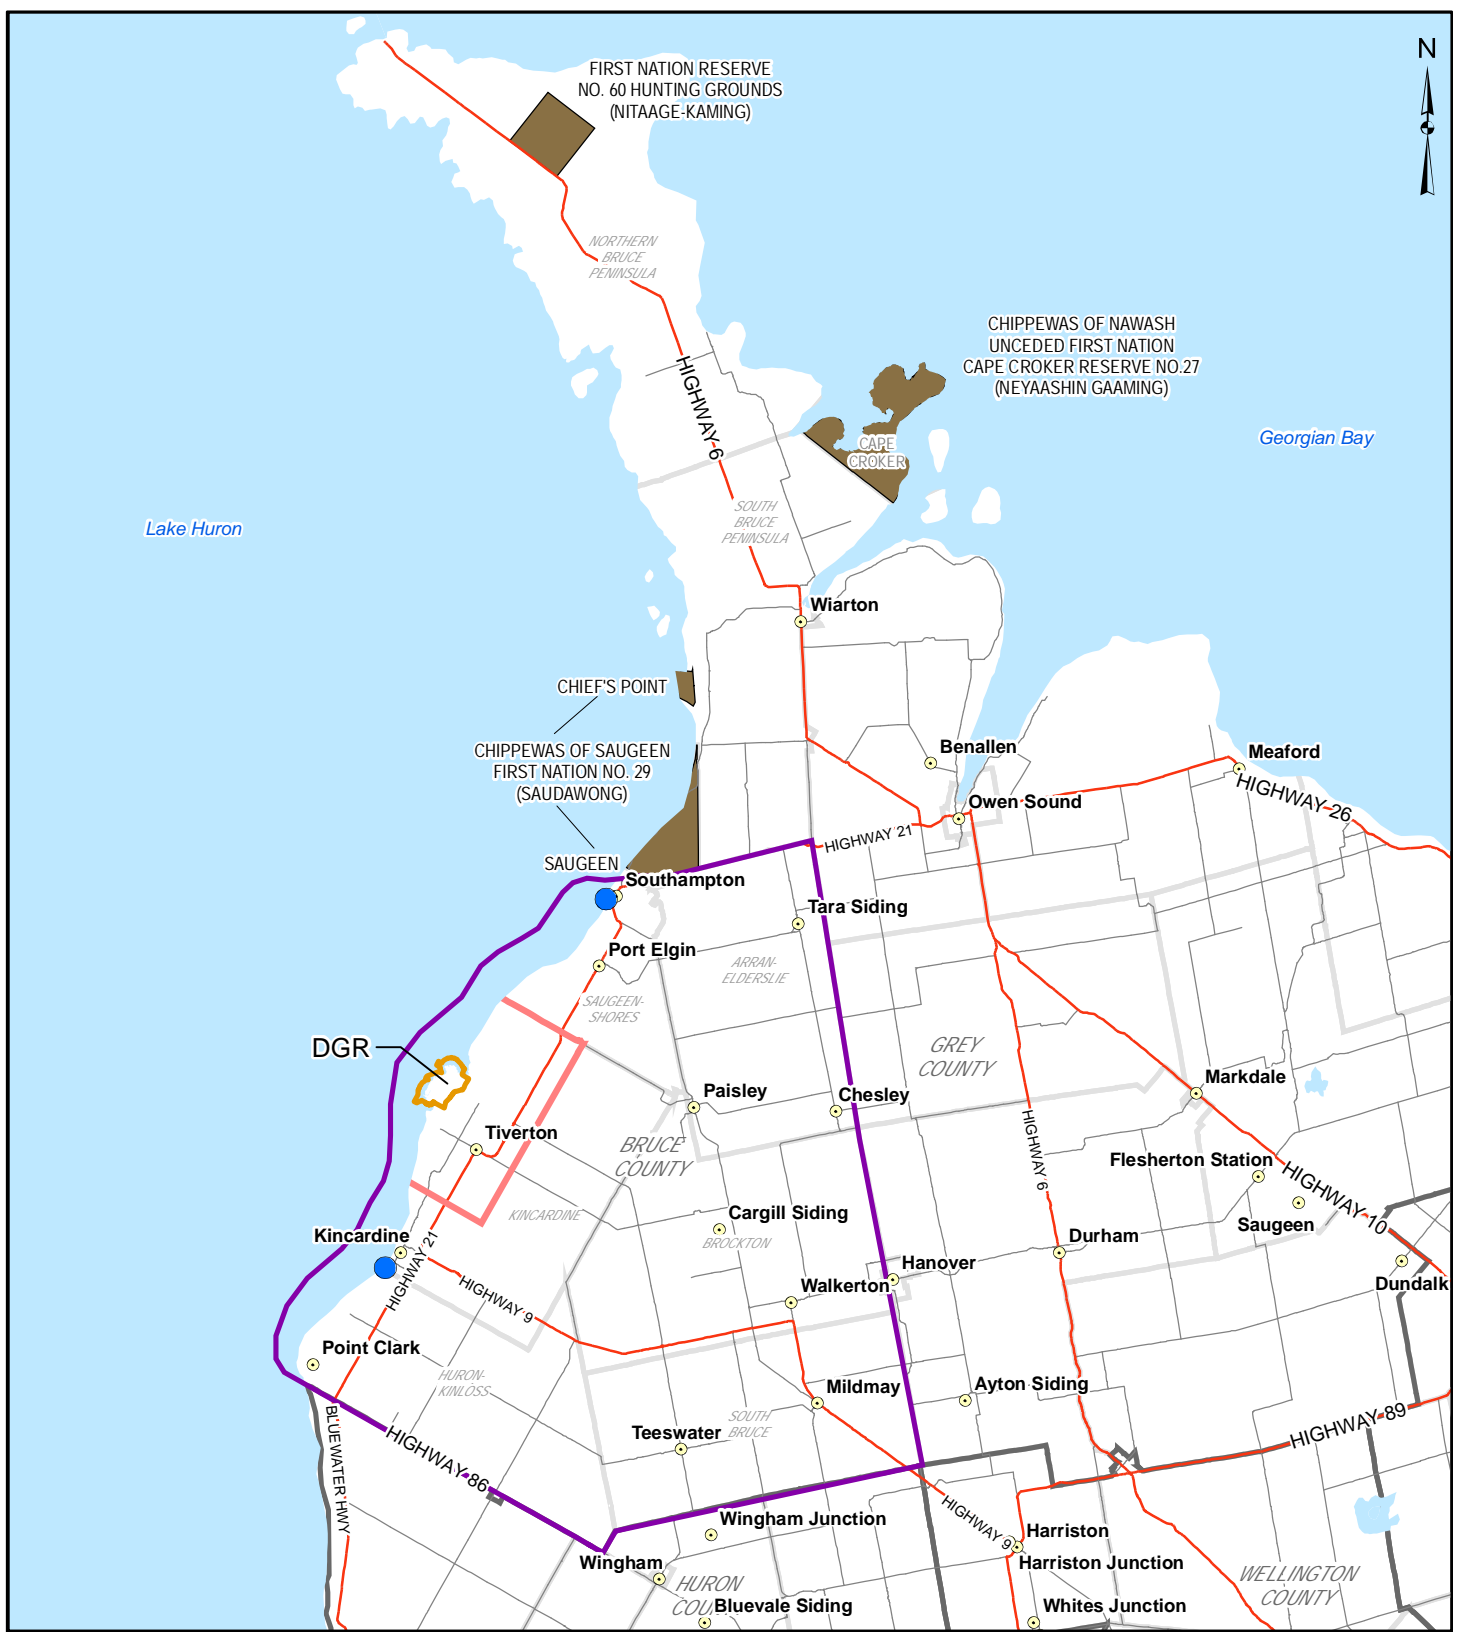 N
FIRST NATION RESERVE
NO. 60 HUNTING GROUNDS
(NITAAGE-KAMING)
NORTHERN
BRUCE
PENINSULA
CHIPPEWAS OF NAWASH
UNCEDED FIRST NATION
CAPE CROKER RESERVE NO.27
(NEYAASHIN GAAMING)
HIGHWAY 6
CAPE
CROKER
Georgian Bay
Lake Huron
SOUTH
BRUCE
PENINSULA
Wiarton
CHIEF'S POINT
CHIPPEWAS OF SAUGEEN
FIRST NATION NO. 29
(SAUDAWONG)
SAUGEEN
Benallen
Meaford
Owen Sound
HIGHWAY 26
HIGHWAY 21
Southampton
Tara Siding
Port Elgin
ARRAN-
ELDERSLIE
SAUGEEN-
SHORES
DGR
GREY
COUNTY
Markdale
Paisley
Chesley
HIGHWAY 6
Tiverton
BRUCE
COUNTY
Flesherton Station
HIGHWAY 10
KINCARDINE
Cargill Siding
BROCKTON
Saugeen
Kincardine
HIGHWAY 21
Durham
Hanover
Dundalk
HIGHWAY 9
Walkerton
Point Clark
HURON-
KINLOSS
Mildmay
Ayton Siding
SOUTH
BRUCE
Teeswater
HIGHWAY 89
BLUEWATER HWY
HIGHWAY 86
HIGHWAY 9
Wingham Junction
Harriston
Harriston Junction
Wingham
HURON
COU
WELLINGTON
COUNTY
Bluevale Siding
Whites Junction